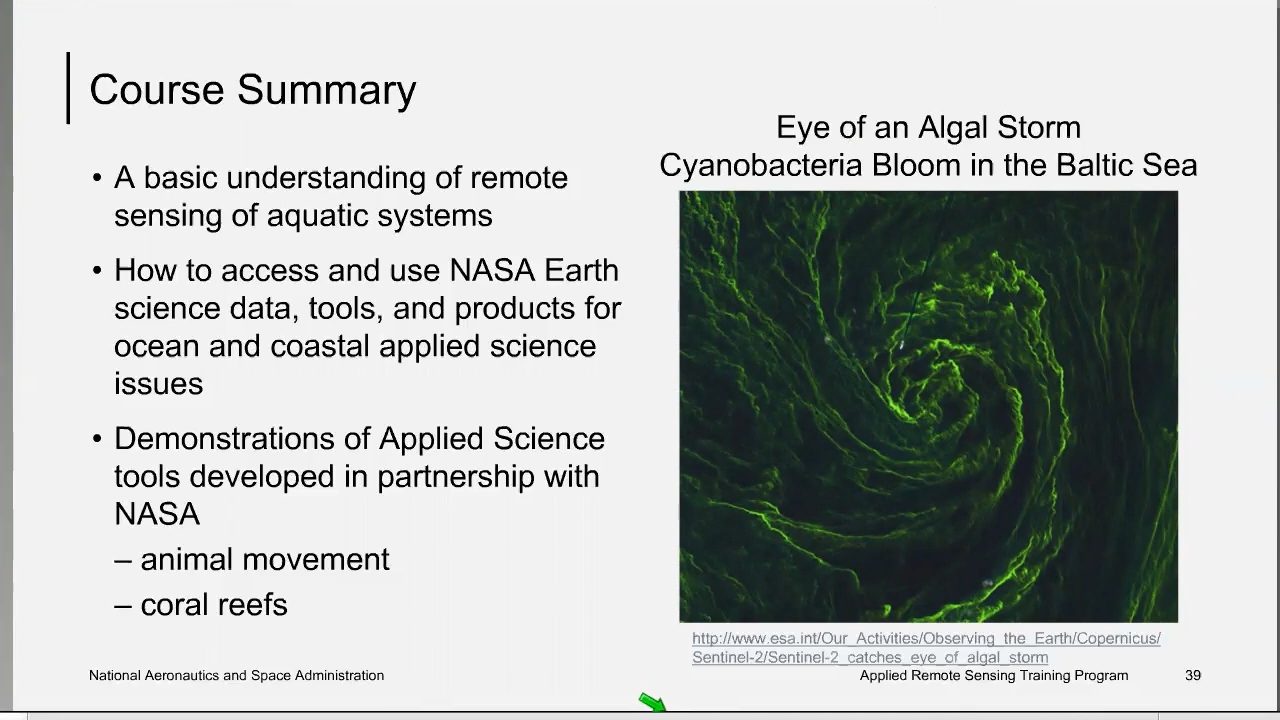 Course Summary
• A basic understanding of remote
sensing of aquatic systems
• How to access and use NASA Earth
science data, tools, and products for
ocean and coastal applied science
issues
• Demonstrations of Applied Science
tools developed in partnership with
NASA
– animal movement
– coral reefs
Eye of an Algal Storm
Cyanobacteria Bloom in the Baltic Sea
http://www.esa.int/Our_Activities/Observing_the_Earth/Copernicus/
Sentinel-2/Sentinel-2_catches_eye_of_algal_storm
National Aeronautics and Space Administration
Applied Remote Sensing Training Program
39